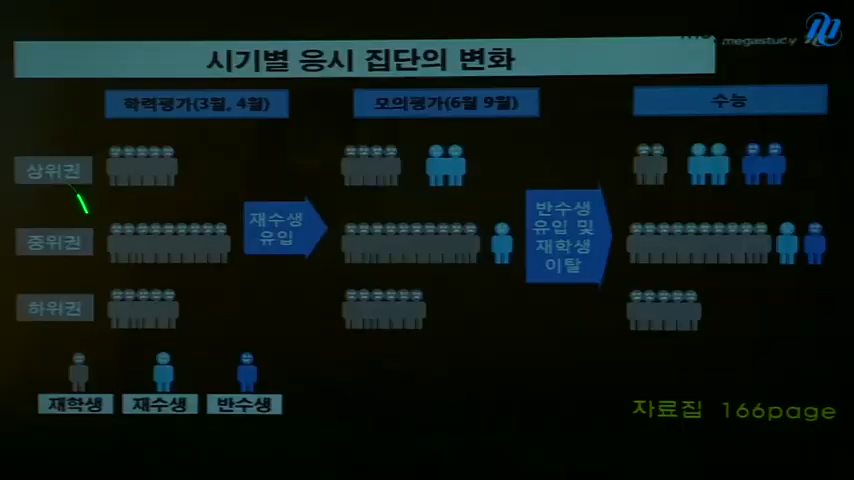 megastudy
시기별 응시 집단의 변화
학력평가(3월, 4월)
모의평가(6월 9월)
수능
상위권
중위권
하위권
재수생
유입
반수생
유입 및
재학생
이탈
재학생
재수생
반수생
자료집 166page